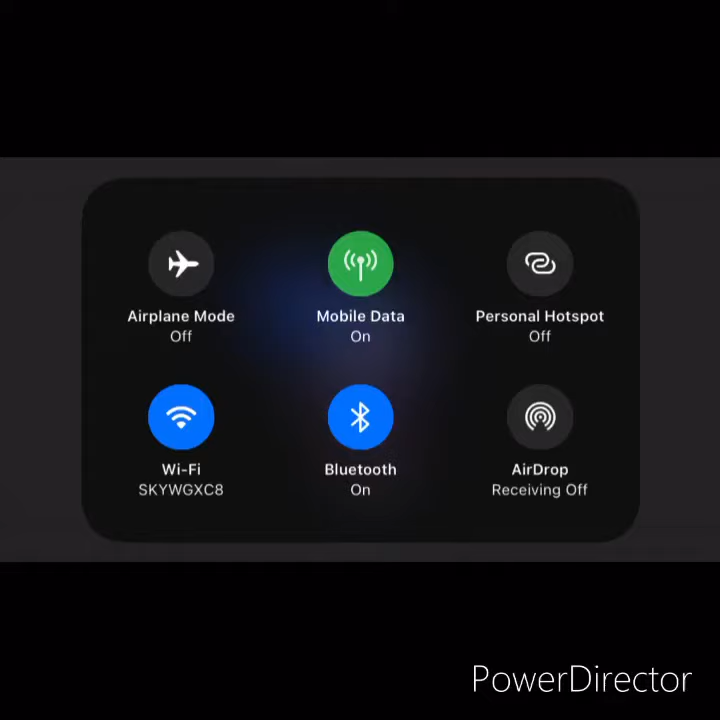 Airplane Mode
Off
Mobile Data
On
Personal Hotspot
Off
Wi-Fi
SKYWGXC8
Bluetooth
On
AirDrop
Receiving Off
PowerDirector